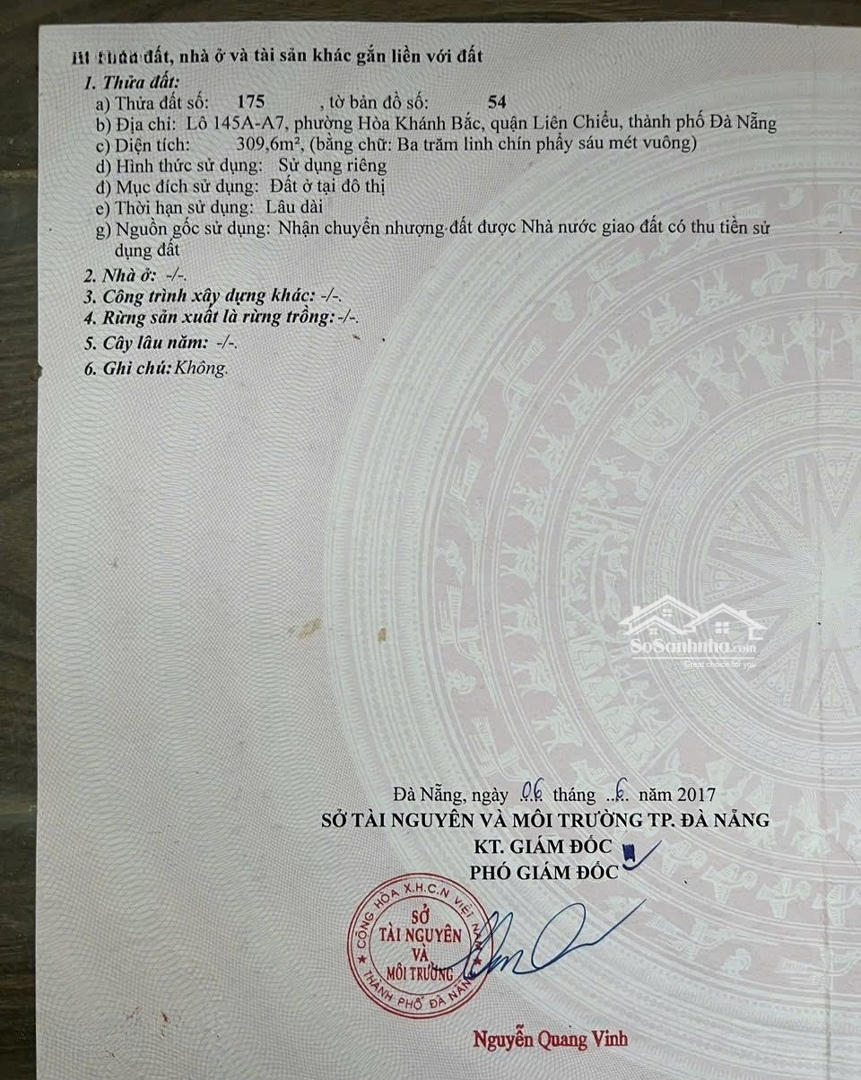 đất, nhà ở và tài sản khác gắn liền với đất
1. Thửa đất:
a) Thửa đất số: 175 , tờ bản đồ số: 54
b) Địa chỉ: Lô 145A-A7, phường Hòa Khánh Bắc, quận Liên Chiểu, thành phố Đà Nẵng
c) Diện tích: 309,6m², (bằng chữ: Ba trăm linh chín phẩy sáu mét vuông)
d) Hình thức sử dụng: Sử dụng riêng
đ) Mục đích sử dụng: Đất ở tại đô thị
e) Thời hạn sử dụng: Lâu dài
g) Nguồn gốc sử dụng: Nhận chuyển nhượng đất được Nhà nước giao đất có thu tiền sử
dụng đất
2. Nhà ở: -/-.
3. Công trình xây dựng khác: -/-.
4. Rừng sản xuất là rừng trồng: -/-.
5. Cây lâu năm: -/-.
6. Ghi chú: Không.
SoSanhnha.com
Great choice for you
Đà Nẵng, ngày 06 tháng 6 năm 2017
SỞ TÀI NGUYÊN VÀ MÔI TRƯỜNG TP. ĐÀ NẴNG
KT. GIÁM ĐỐC
PHÓ GIÁM ĐỐC
CỘNG HÒA X.H.C.N VIỆT NAM
SỞ
TÀI NGUYÊN
VÀ
MÔI TRƯỜNG
THÀNH PHỐ ĐÀ NẴNG
Nguyễn Quang Vinh